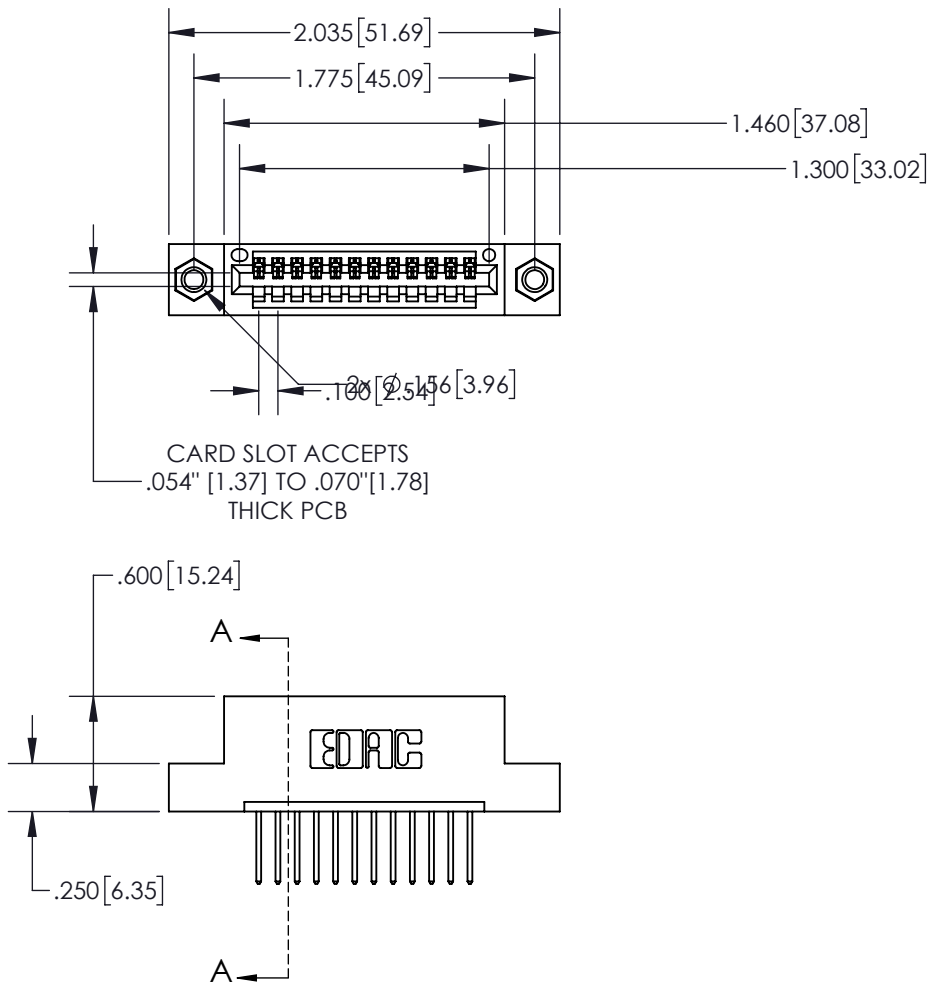 2.035[51.69]
1.775[45.09]
1.460[37.08]
1.300[33.02]
2x ⌀ .156[3.96]
.100[2.54]
CARD SLOT ACCEPTS
.054" [1.37] TO .070"[1.78]
THICK PCB
.600[15.24]
A
EDAC
.250[6.35]
A